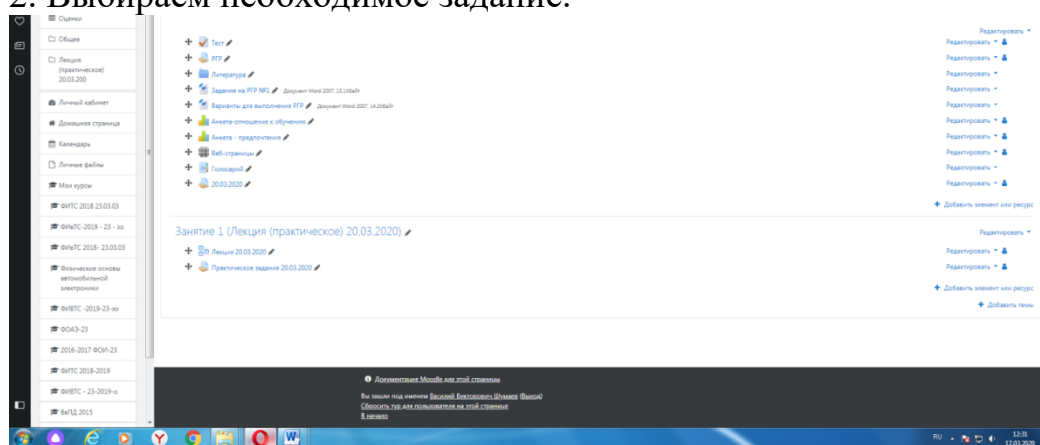 2. Выбираем необходимое задание.
Оценки
Общее
Лекция
(практическое)
20.03.200
Личный кабинет
Домашняя страница
Календарь
Личные файлы
Мои курсы
ФИТС 2018 23.03.03
ФИвТС-2019 - 23 - зо
ФИвТС 2018- 23.03.03
Физические основы
автомобильной
электроники
ФИВТС -2019-23-зо
ФОАЭ-23
2016-2017 ФОИ-23
ФИТС 2018-2019
ФИВТС - 23-2019-о
ВвПД 2015
Редактировать
Тест Редактировать
РГР Редактировать
Литература Редактировать
Задание на РГР №1 Документ Word 2007, 13.1Кбайт Редактировать
Варианты для выполнения РГР Документ Word 2007, 14.2Кбайт Редактировать
Анкета-отношение к обучению Редактировать
Анкета - предпочтения Редактировать
Веб-страницы Редактировать
Голосарий Редактировать
20.03.2020 Редактировать
Добавить элемент или ресурс
Занятие 1 (Лекция (практическое) 20.03.2020) Редактировать
Лекция 20.03.2020 Редактировать
Практическое задание 20.03.2020 Редактировать
Добавить элемент или ресурс
Добавить темы
Документация Moodle для этой страницы
Вы зашли под именем Василий Викторович Шумаев (Выход)
Сбросить тур для пользователя на этой странице
В начало
RU 12:31
17.03.2020